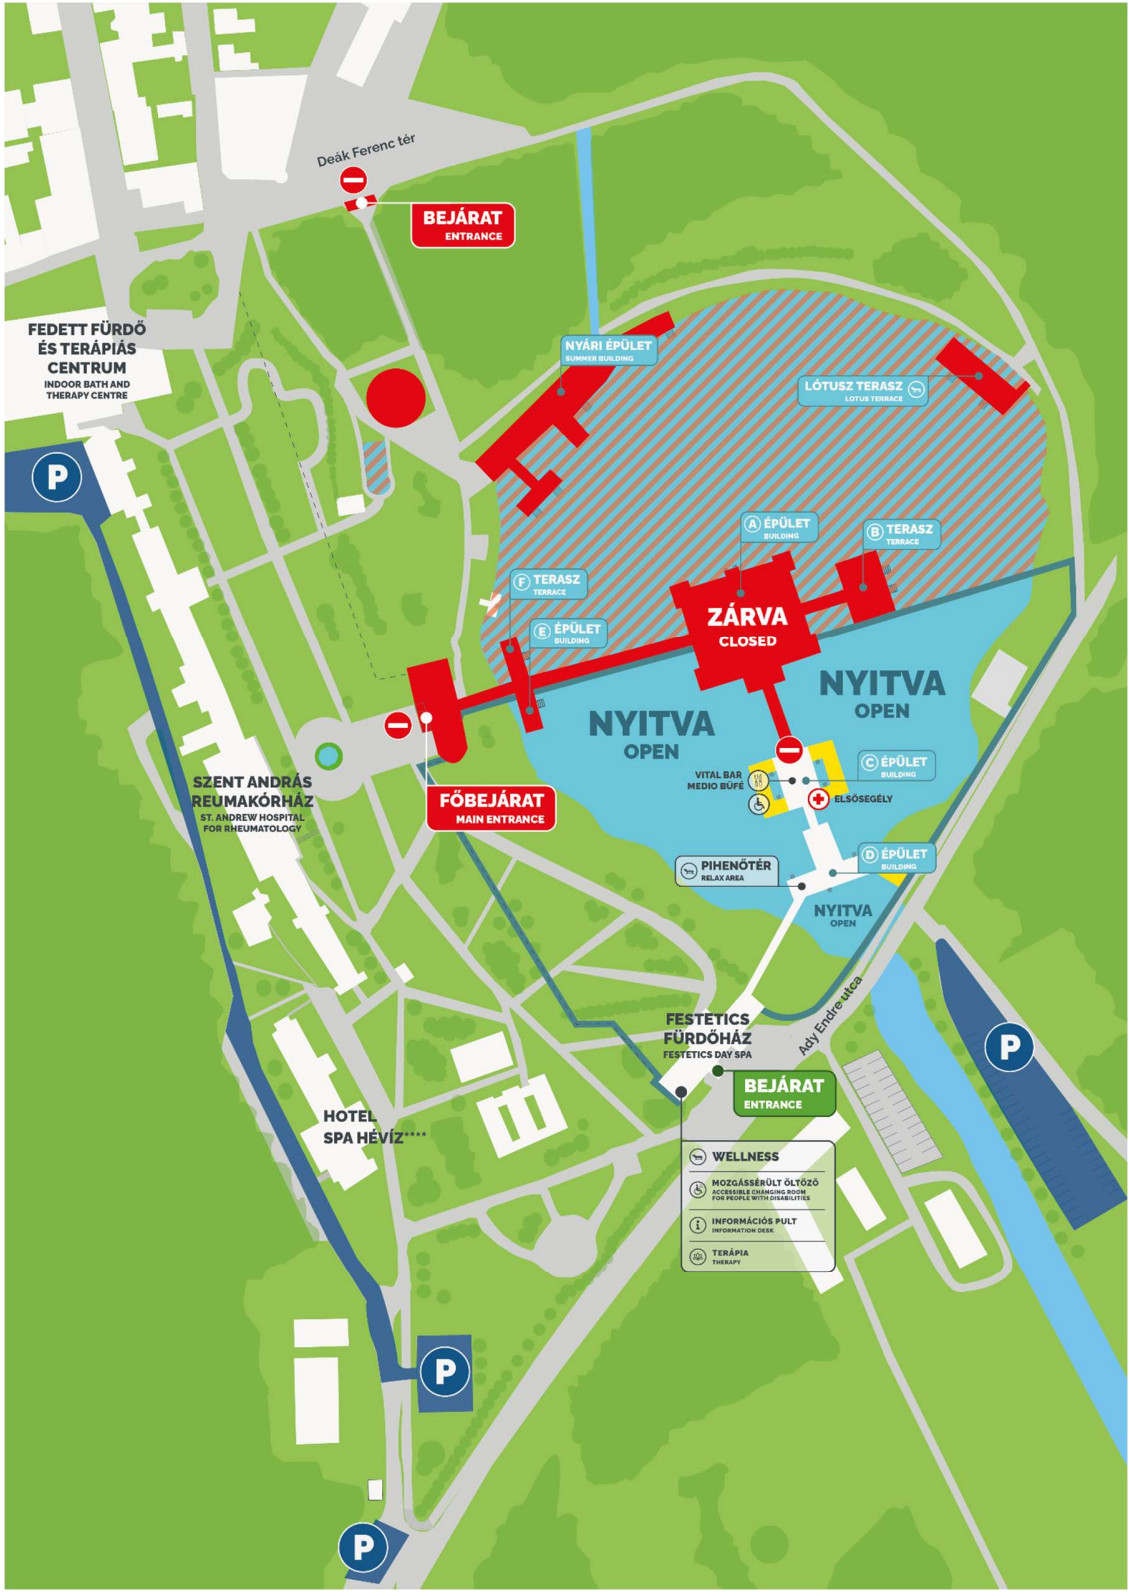 Deák Ferenc tér
BEJÁRAT
ENTRANCE
FEDETT FÜRDŐ
ÉS TERÁPIÁS
CENTRUM
INDOOR BATH AND
THERAPY CENTRE
NYÁRI ÉPÜLET
SUMMER BUILDING
LÓTUSZ TERASZ
LOTUS TERRACE
P
A ÉPÜLET
BUILDING
B TERASZ
TERRACE
F TERASZ
TERRACE
E ÉPÜLET
BUILDING
ZÁRVA
CLOSED
NYITVA
OPEN
NYITVA
OPEN
VITAL BAR
MEDIO BÜFÉ
C ÉPÜLET
BUILDING
ELSŐSEGÉLY
SZENT ANDRÁS
REUMAKÓRHÁZ
ST. ANDREW HOSPITAL
FOR RHEUMATOLOGY
FŐBEJÁRAT
MAIN ENTRANCE
PIHENŐTÉR
RELAX AREA
D ÉPÜLET
BUILDING
NYITVA
OPEN
Ady Endre utca
FESTETICS
FÜRDŐHÁZ
FESTETICS DAY SPA
P
BEJÁRAT
ENTRANCE
HOTEL
SPA HÉVÍZ****
WELLNESS
MOZGÁSSÉRÜLT ÖLTÖZŐ
ACCESSIBLE CHANGING ROOM
FOR PEOPLE WITH DISABILITIES
i INFORMÁCIÓS PULT
INFORMATION DESK
TERÁPIA
THERAPY
P
P